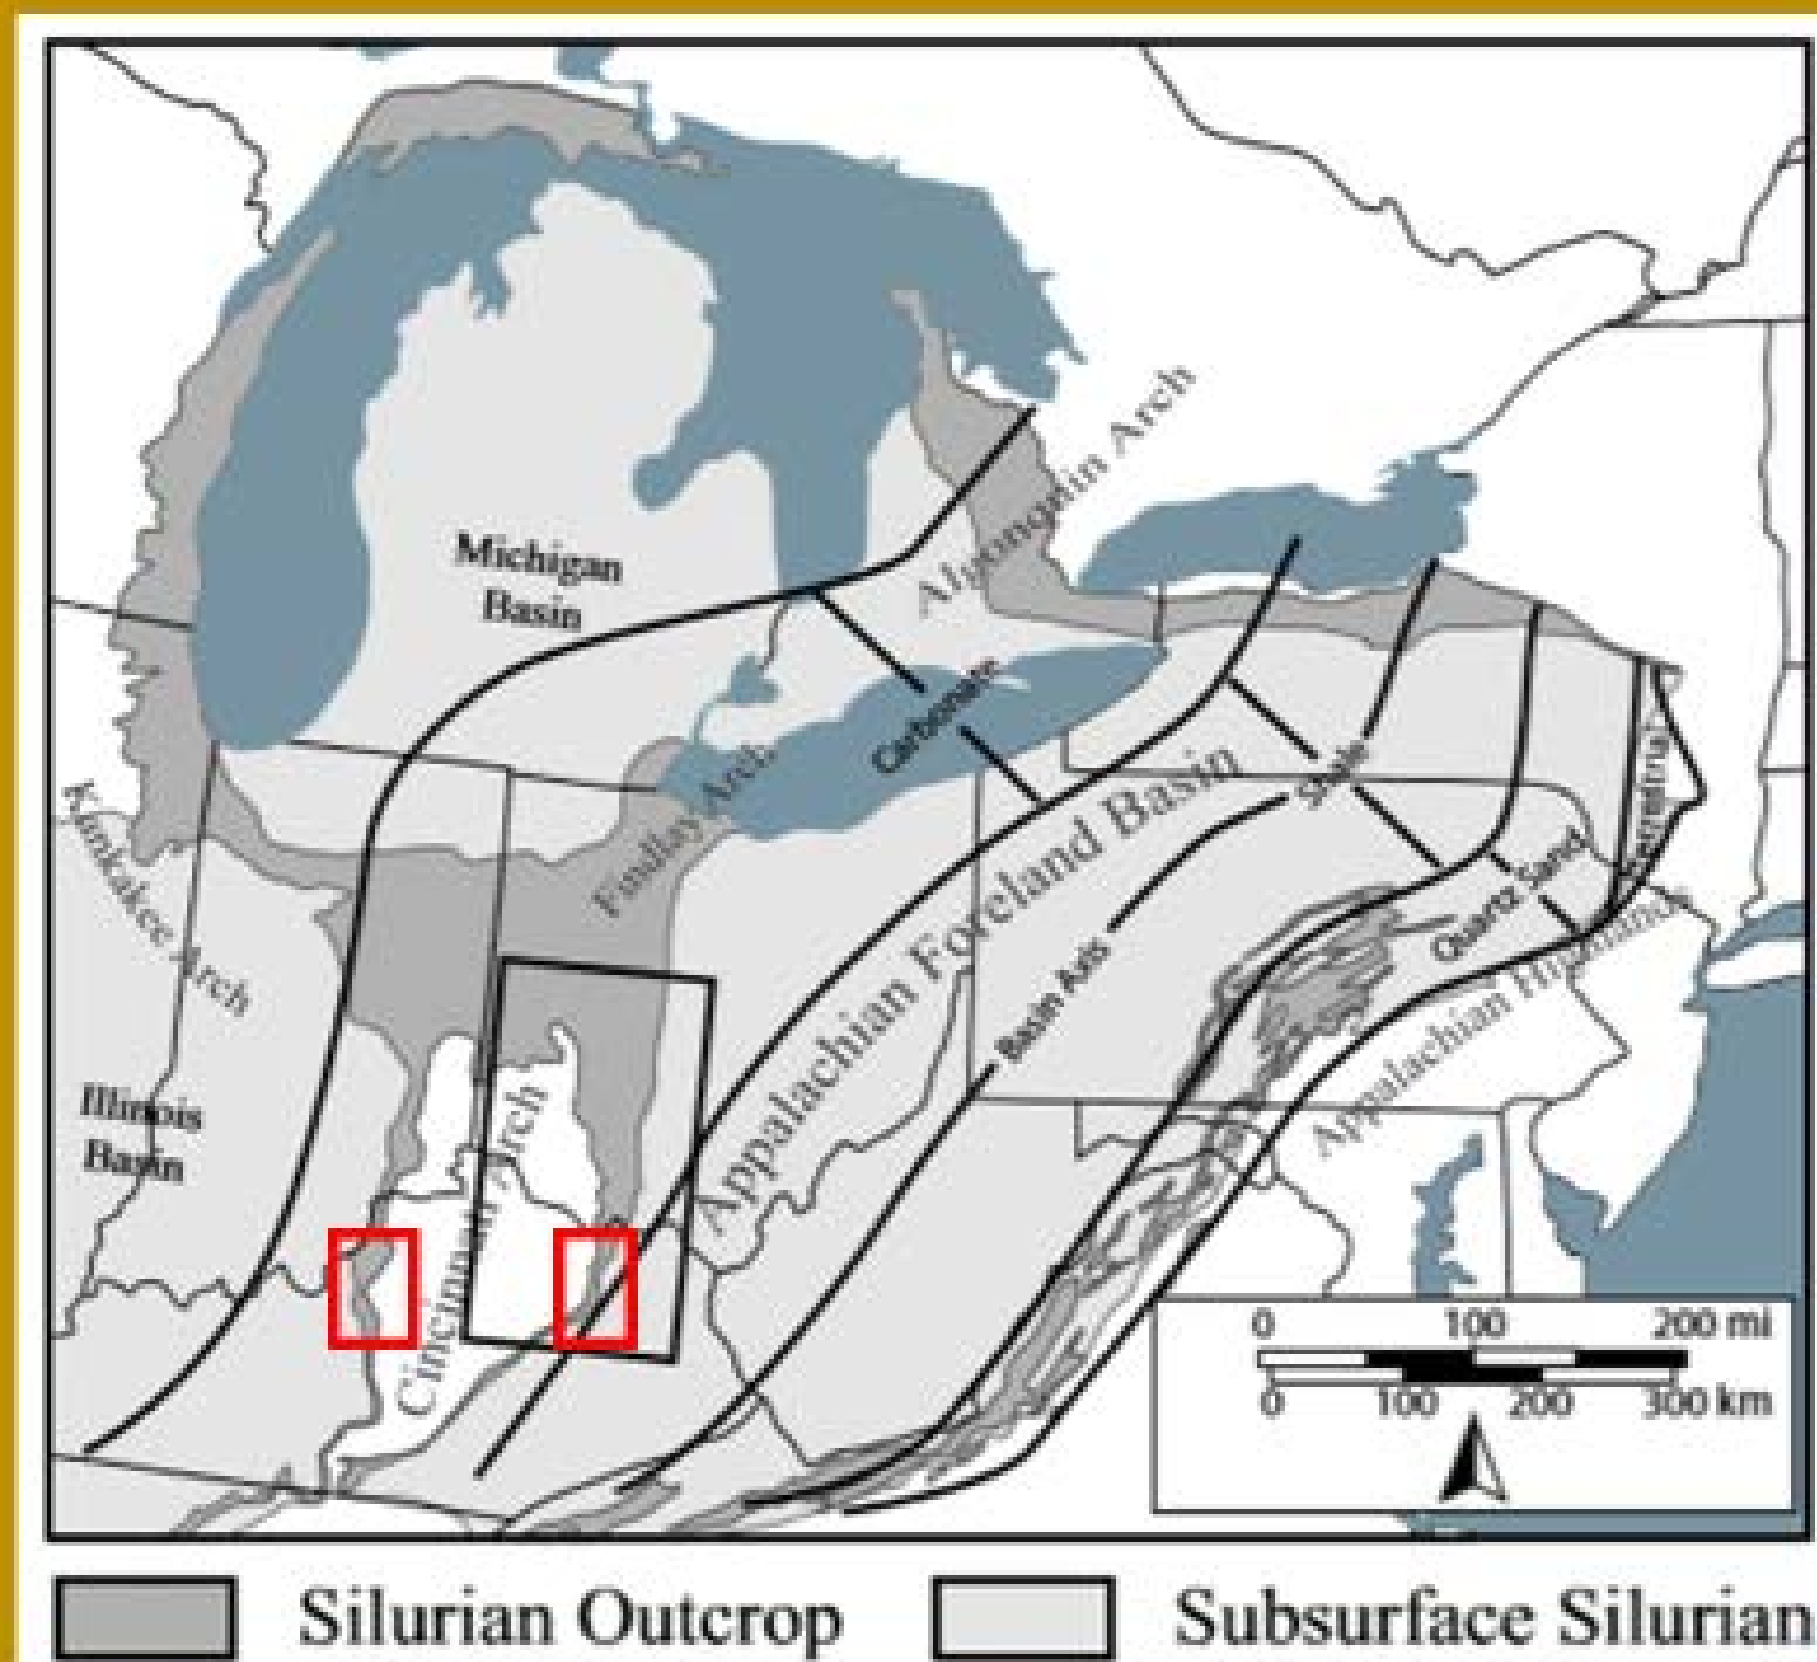 Algonquin Arch
Michigan
Basin
Carbonate
Findlay Arch
Kankakee Arch
Shale
Terrestrial
Appalachian Foreland Basin
Quartz Sand
Basin Axis
Appalachian Highlands
Illinois
Basin
Cincinnati Arch
0 100 200 mi
0 100 200 300 km
Silurian Outcrop
Subsurface Silurian